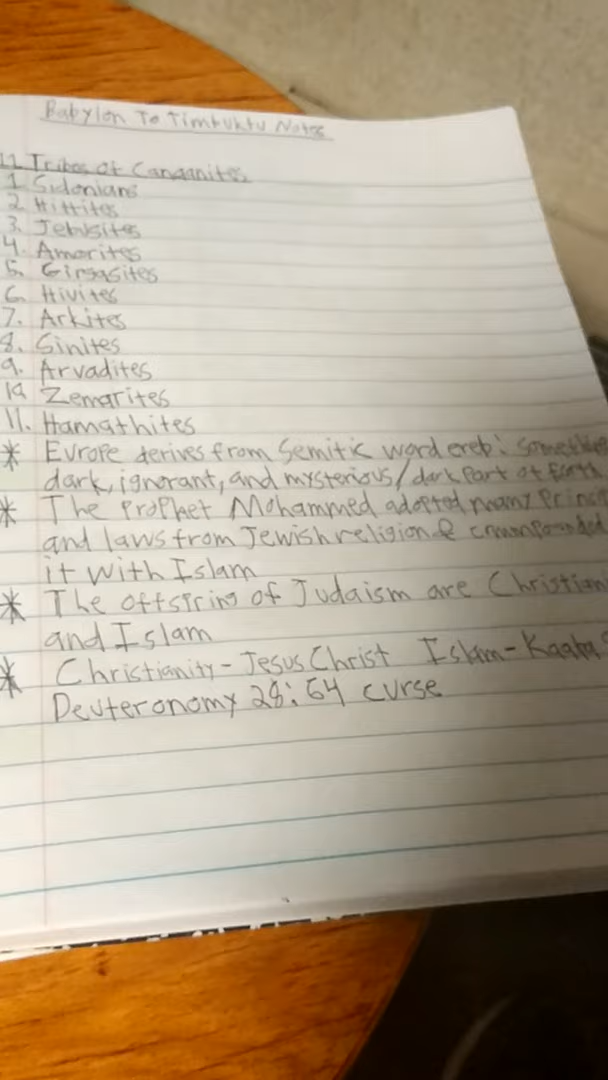 Babylon To Timbuktu Notes
11 Tribes of Canaanites
1 Sidonians
2 Hittites
3. Jebusites
4. Amorites
5. Girgasites
6 Hivites
7. Arkites
8. Sinites
9. Arvadites
10 Zemarites
11. Hamathites
* Europe derives from Semitic word ereb: something
dark, ignorant, and mysterious/dark part of Earth
* The Prophet Mohammed adopted many
and laws from Jewish religion &
it with Islam
* The offspring of Judaism are
and Islam
* Christianity - Jesus Christ Islam - Kaaba
Deuteronomy 28:64 curse